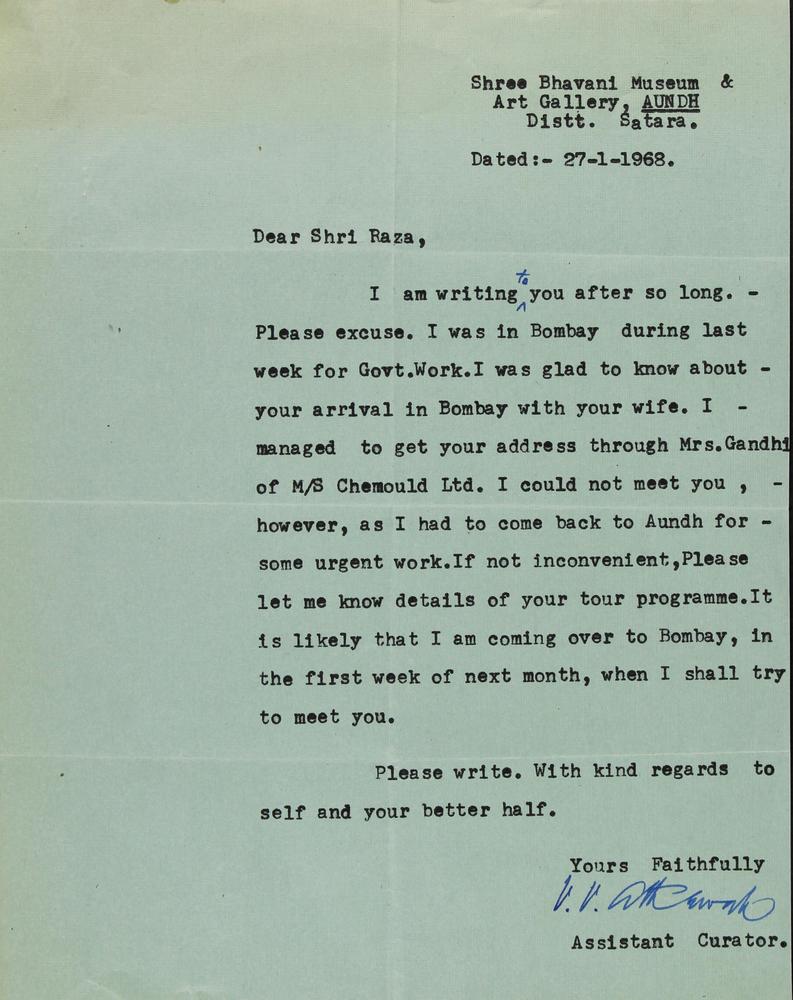 Shree Bhavani Museum &
Art Gallery, AUNDH
Distt. Satara.
Dated:- 27-1-1968.
Dear Shri Raza,
I am writing to you after so long. -
Please excuse. I was in Bombay during last
week for Govt.Work.I was glad to know about -
your arrival in Bombay with your wife. I -
managed to get your address through Mrs.Gandhi
of M/S Chemould Ltd. I could not meet you , -
however, as I had to come back to Aundh for -
some urgent work.If not inconvenient,Please
let me know details of your tour programme.It
is likely that I am coming over to Bombay, in
the first week of next month, when I shall try
to meet you.
Please write. With kind regards to
self and your better half.
Yours Faithfully
V. V.
Assistant Curator.